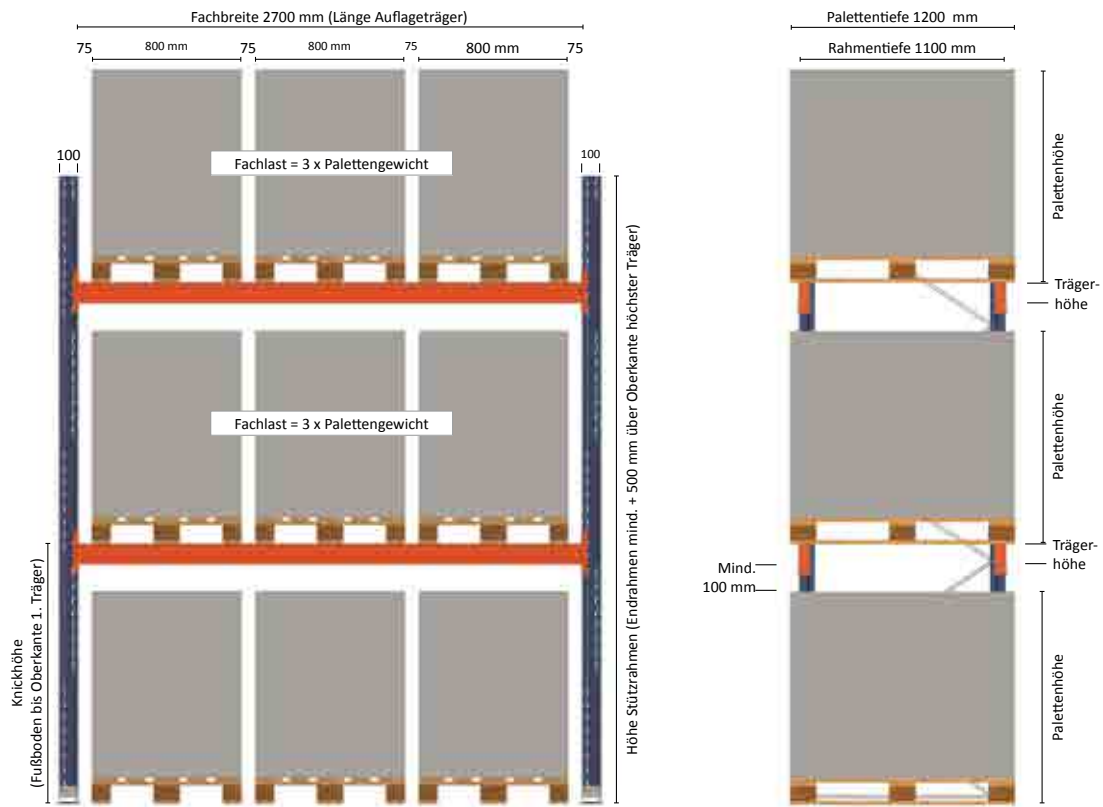 Fachbreite 2700 mm (Länge Auflageträger)
75 800 mm 75 800 mm 75 800 mm 75
100
100
Fachlast = 3 x Palettengewicht
Fachlast = 3 x Palettengewicht
Knickhöhe
(Fußboden bis Oberkante 1. Träger)
Höhe Stützrahmen (Endrahmen mind. + 500 mm über Oberkante höchster Träger)
Palettentiefe 1200 mm
Rahmentiefe 1100 mm
Palettenhöhe
Träger-
höhe
Palettenhöhe
Träger-
höhe
Mind.
100 mm
Palettenhöhe